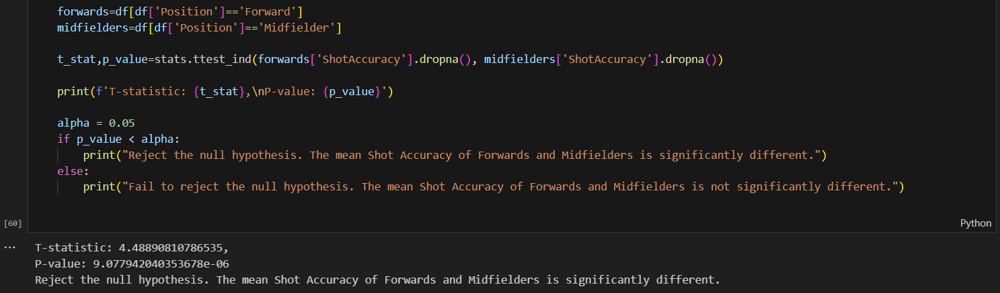 forwards=df[df['Position']=='Forward']
midfielders=df[df['Position']=='Midfielder']
t_stat,p_value=stats.ttest_ind(forwards['ShotAccuracy'].dropna(), midfielders['ShotAccuracy'].dropna())
print(f'T-statistic: {t_stat},\nP-value: {p_value}')
alpha = 0.05
if p_value < alpha:
    print("Reject the null hypothesis. The mean Shot Accuracy of Forwards and Midfielders is significantly different.")
else:
    print("Fail to reject the null hypothesis. The mean Shot Accuracy of Forwards and Midfielders is not significantly different.")
[60]
Python
...
T-statistic: 4.48890810786535,
P-value: 9.077942040353678e-06
Reject the null hypothesis. The mean Shot Accuracy of Forwards and Midfielders is significantly different.